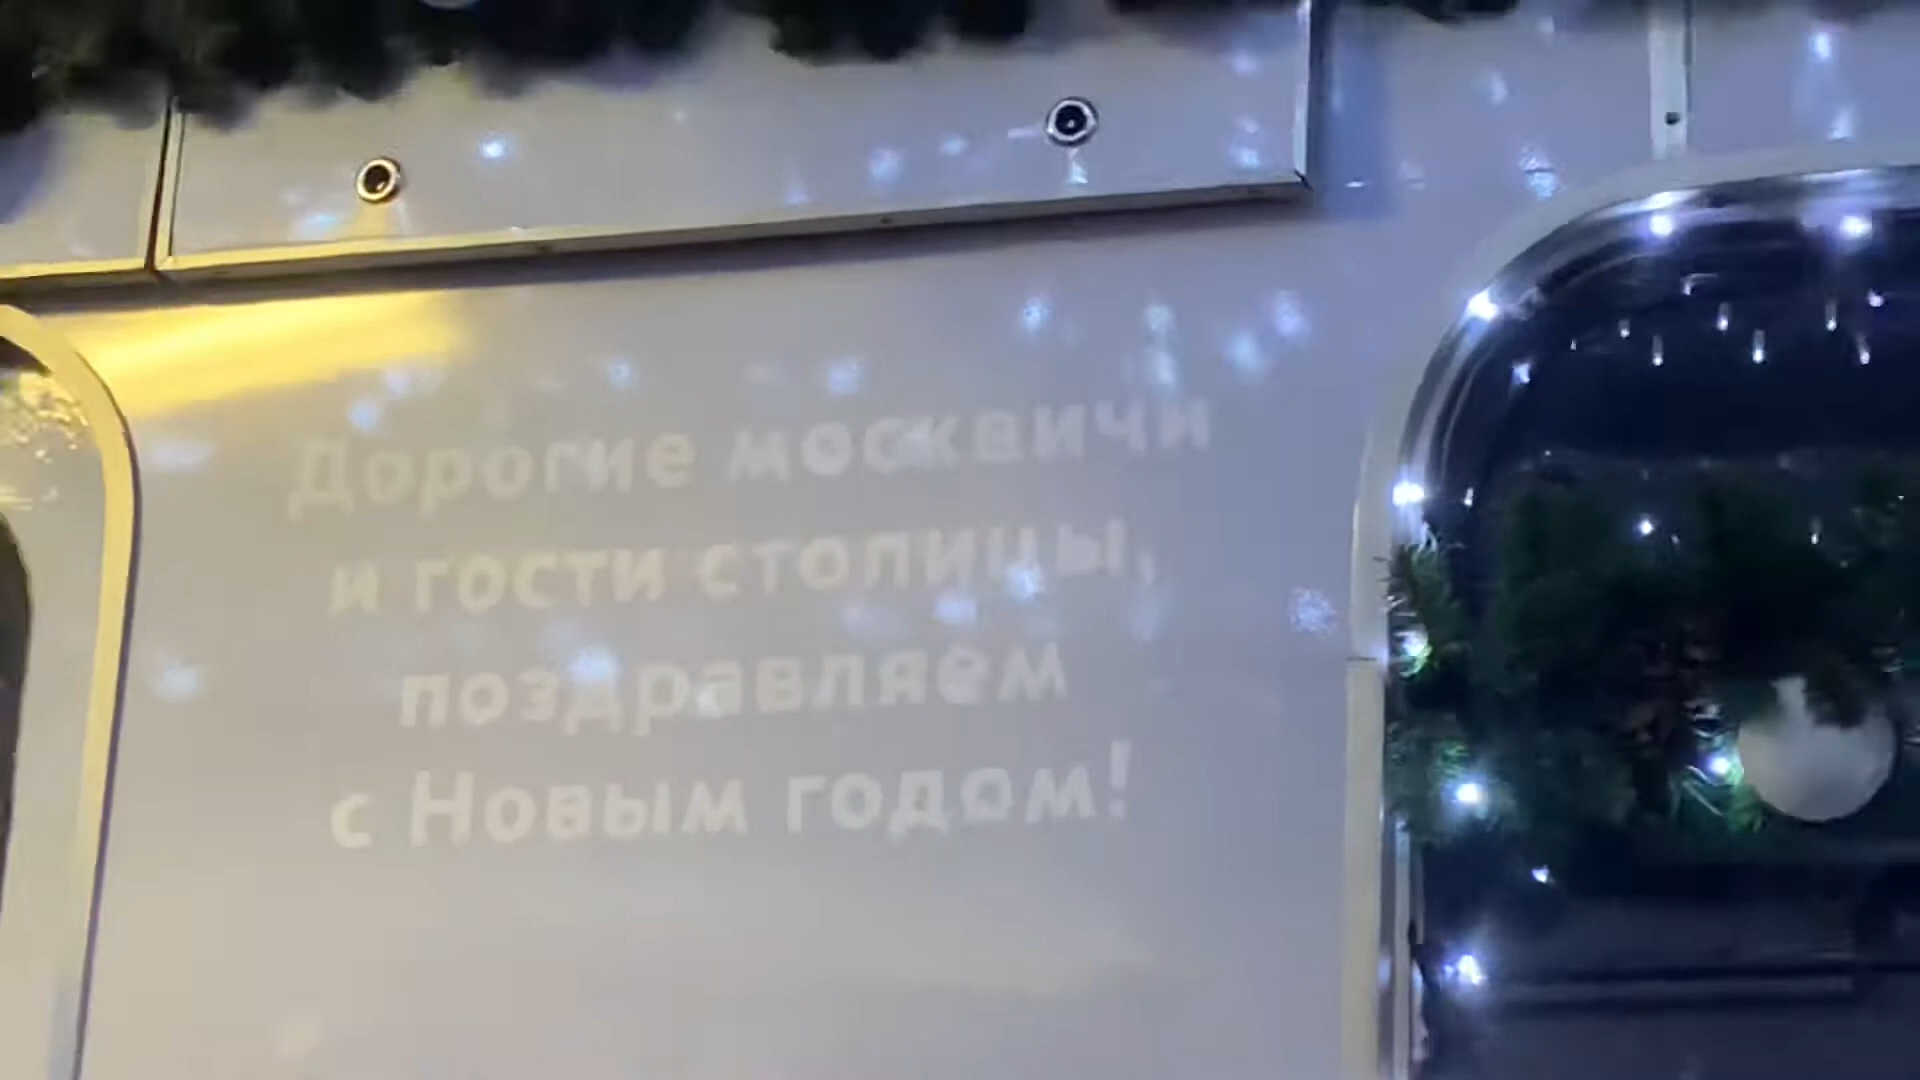 Дорогие москвичи
и гости столицы,
поздравляем
с Новым годом!